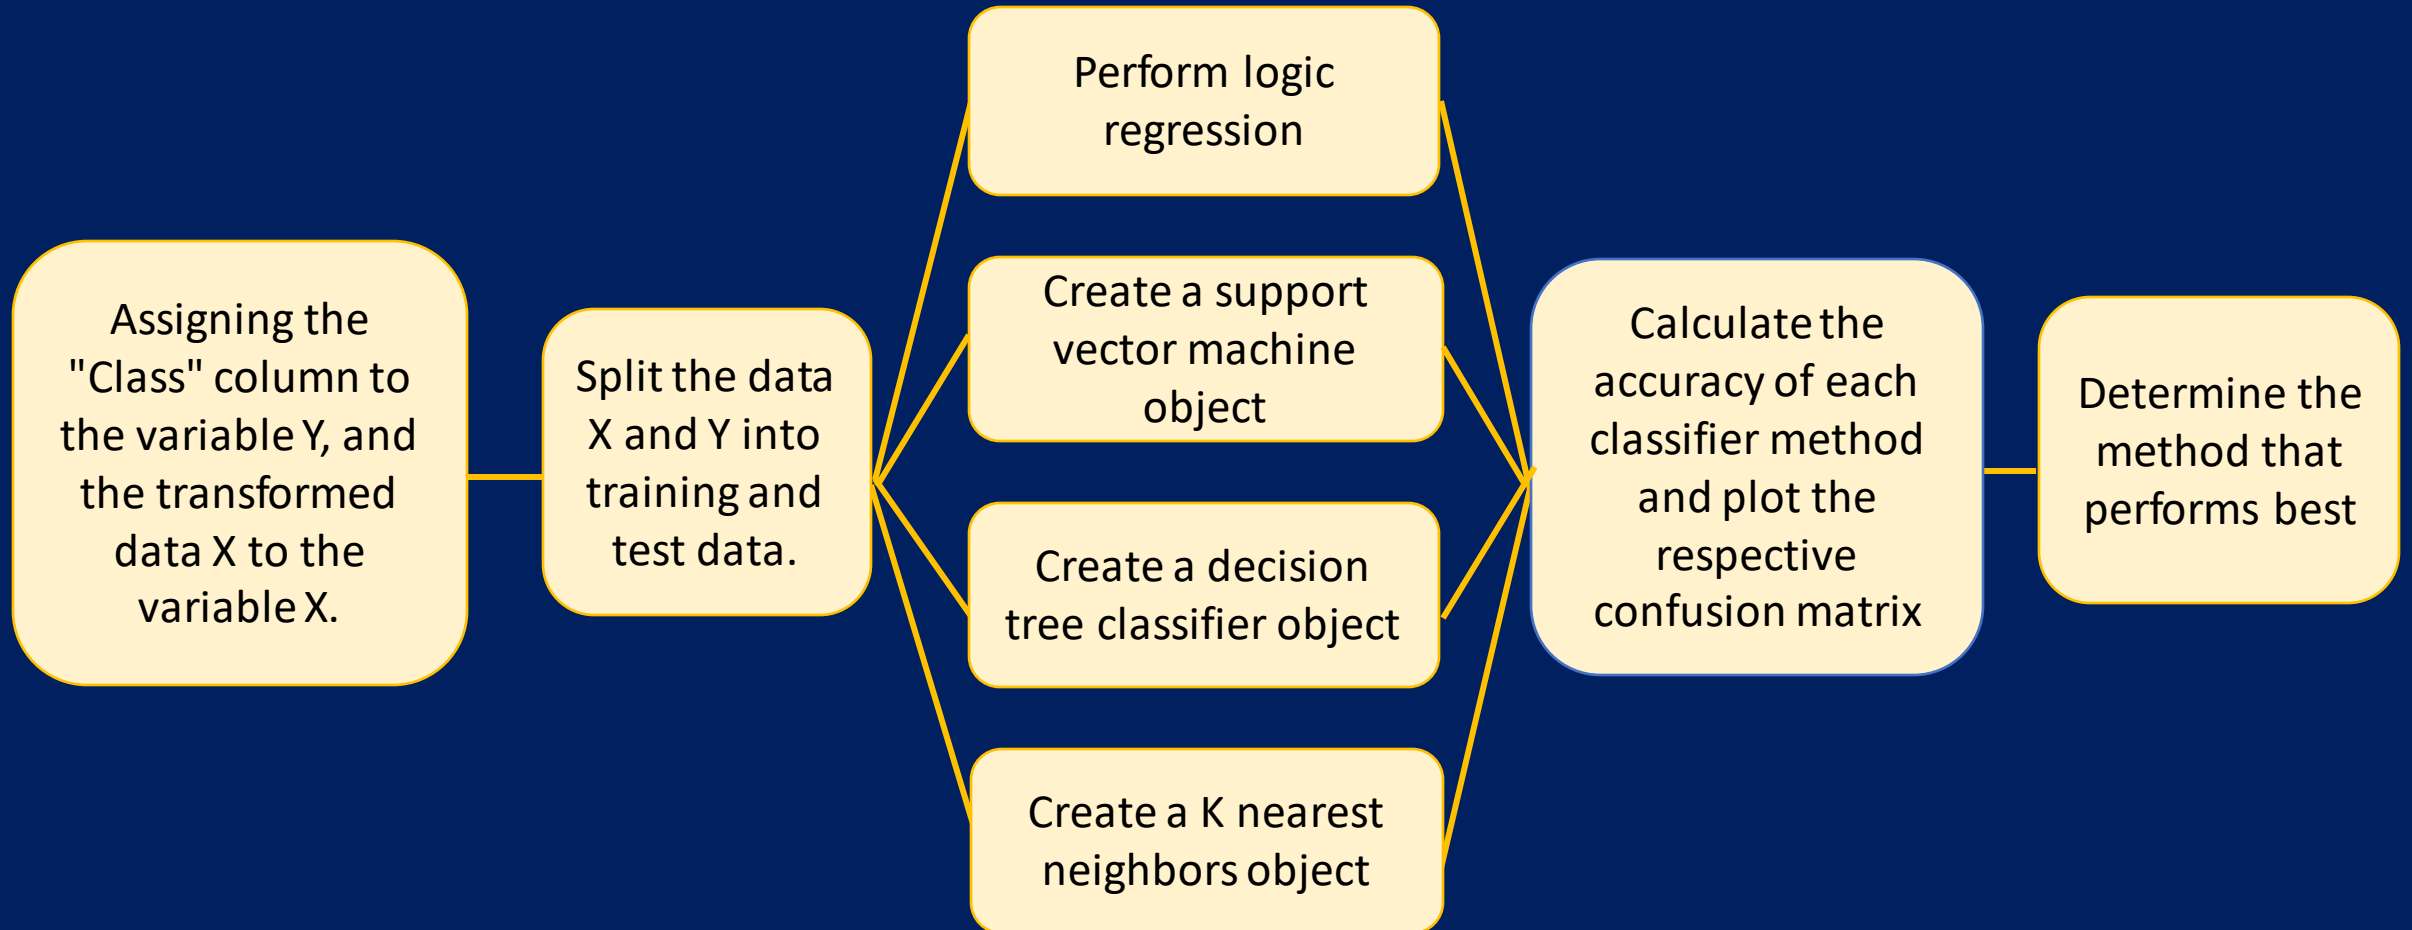 Assigning the
"Class" column to
the variable Y, and
the transformed
data X to the
variable X.
Split the data
X and Y into
training and
test data.
Perform logic
regression
Create a support
vector machine
object
Create a decision
tree classifier object
Create a K nearest
neighbors object
Calculate the
accuracy of each
classifier method
and plot the
respective
confusion matrix
Determine the
method that
performs best